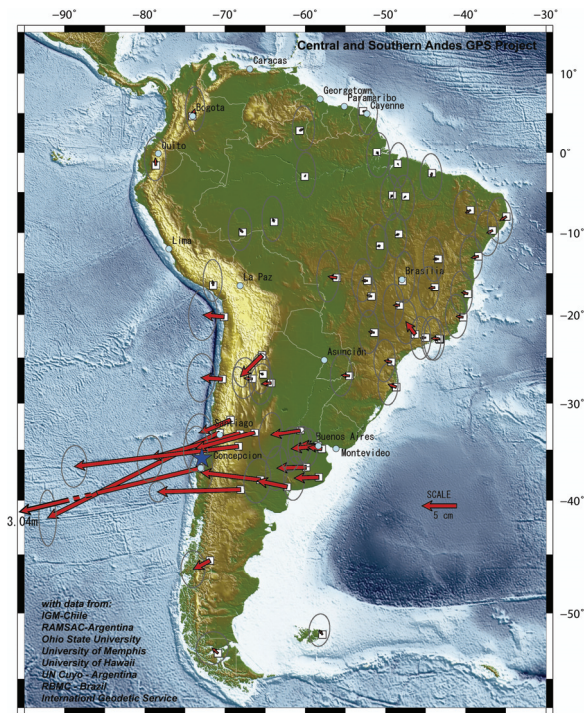 -90° -80° -70° -60° -50° -40° -30°
Central and Southern Andes GPS Project
Caracas
10°
Georgetown
Paramaribo
Cayenne
Bogota
Quito
0°
Lima
-10°
La Paz
Brasilia
-20°
Asunción
Santiago
-30°
Buenos Aires
Concepcion
Montevideo
SCALE
5 cm
-40°
3.04m
with data from:
IGM-Chile
RAMSAC-Argentina
Ohio State University
University of Memphis
University of Hawaii
UN Cuyo - Argentina
RBMC - Brazil
Internationl Geodetic Service
-50°